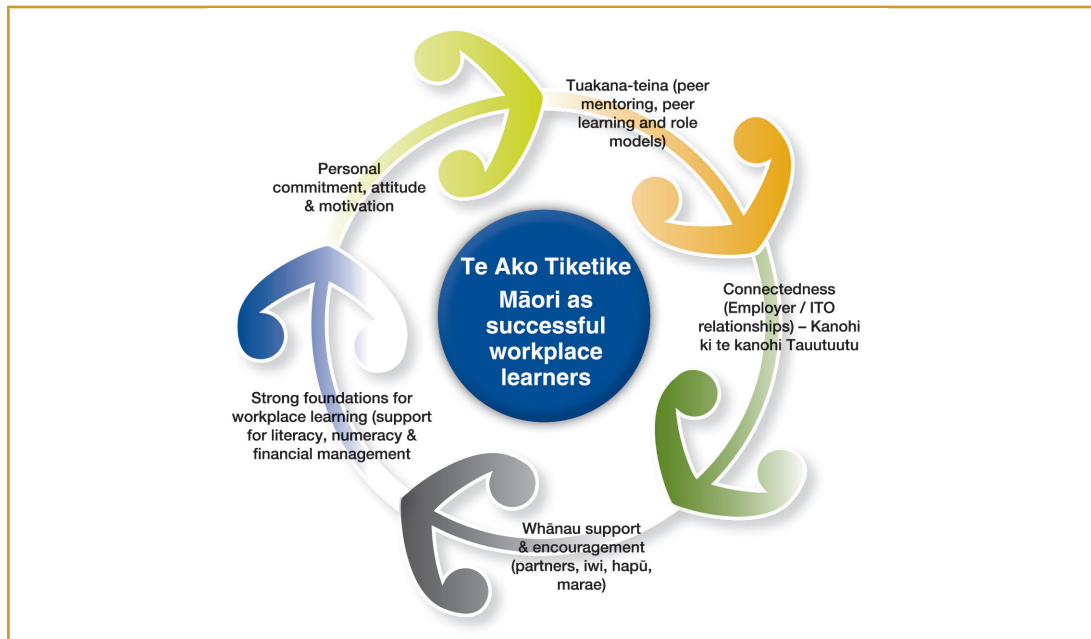 Tuakana-teina (peer
mentoring, peer
learning and role
models)
Personal
commitment, attitude
& motivation
Te Ako Tiketike
Māori as
successful
workplace
learners
Connectedness
(Employer / ITO
relationships) – Kanohi
ki te kanohi Tauutuutu
Strong foundations for
workplace learning (support
for literacy, numeracy &
financial management
Whānau support
& encouragement
(partners, iwi, hapū,
marae)